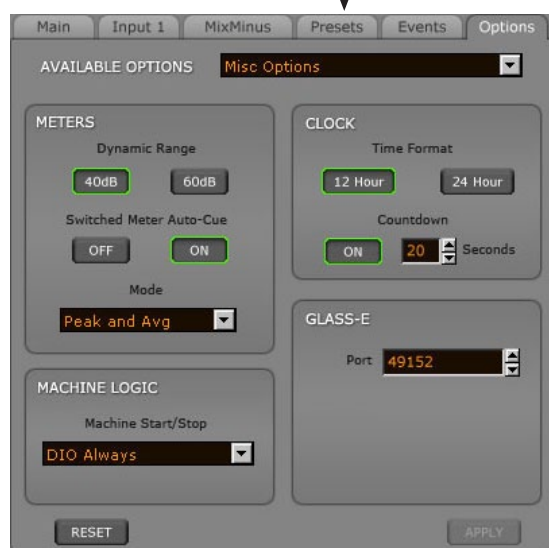 Main Input 1 MixMinus Presets Events Options
AVAILABLE OPTIONS Misc Options
METERS
Dynamic Range
40dB 60dB
Switched Meter Auto-Cue
OFF ON
Mode
Peak and Avg
MACHINE LOGIC
Machine Start/Stop
DIO Always
CLOCK
Time Format
12 Hour 24 Hour
Countdown
ON 20 Seconds
GLASS-E
Port 49152
RESET APPLY